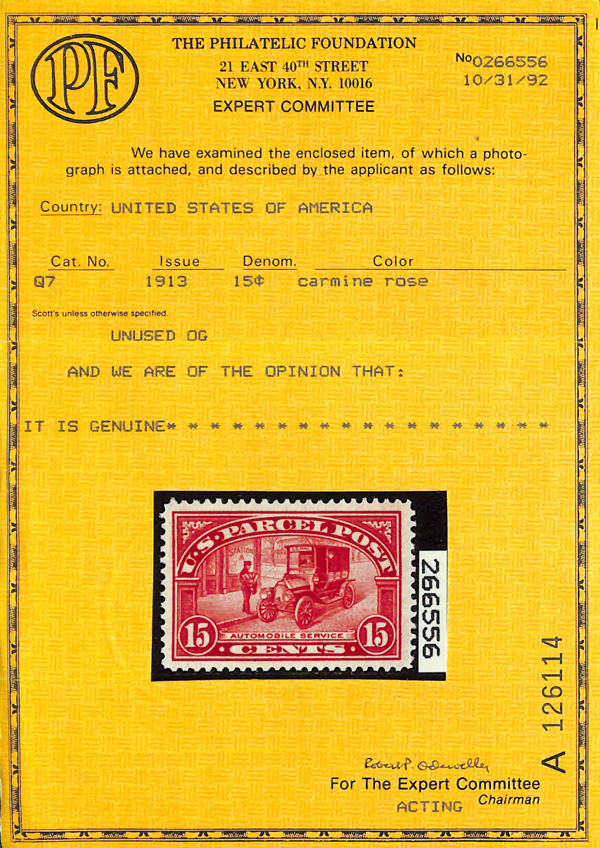 PF
THE PHILATELIC FOUNDATION
21 EAST 40TH STREET
NEW YORK, N.Y. 10016
EXPERT COMMITTEE
No0266556
10/31/92
We have examined the enclosed item, of which a photo-
graph is attached, and described by the applicant as follows:
Country: UNITED STATES OF AMERICA
Cat. No. Issue Denom. Color
Q7 1913 15¢ carmine rose
Scott's unless otherwise specified.
UNUSED OG
AND WE ARE OF THE OPINION THAT:
IT IS GENUINE* * * * * * * * * * * * * * * * * *
U.S. PARCEL POST
STATION
A
15 AUTOMOBILE SERVICE 15
CENTS
266556
A 126114
For The Expert Committee
ACTING Chairman